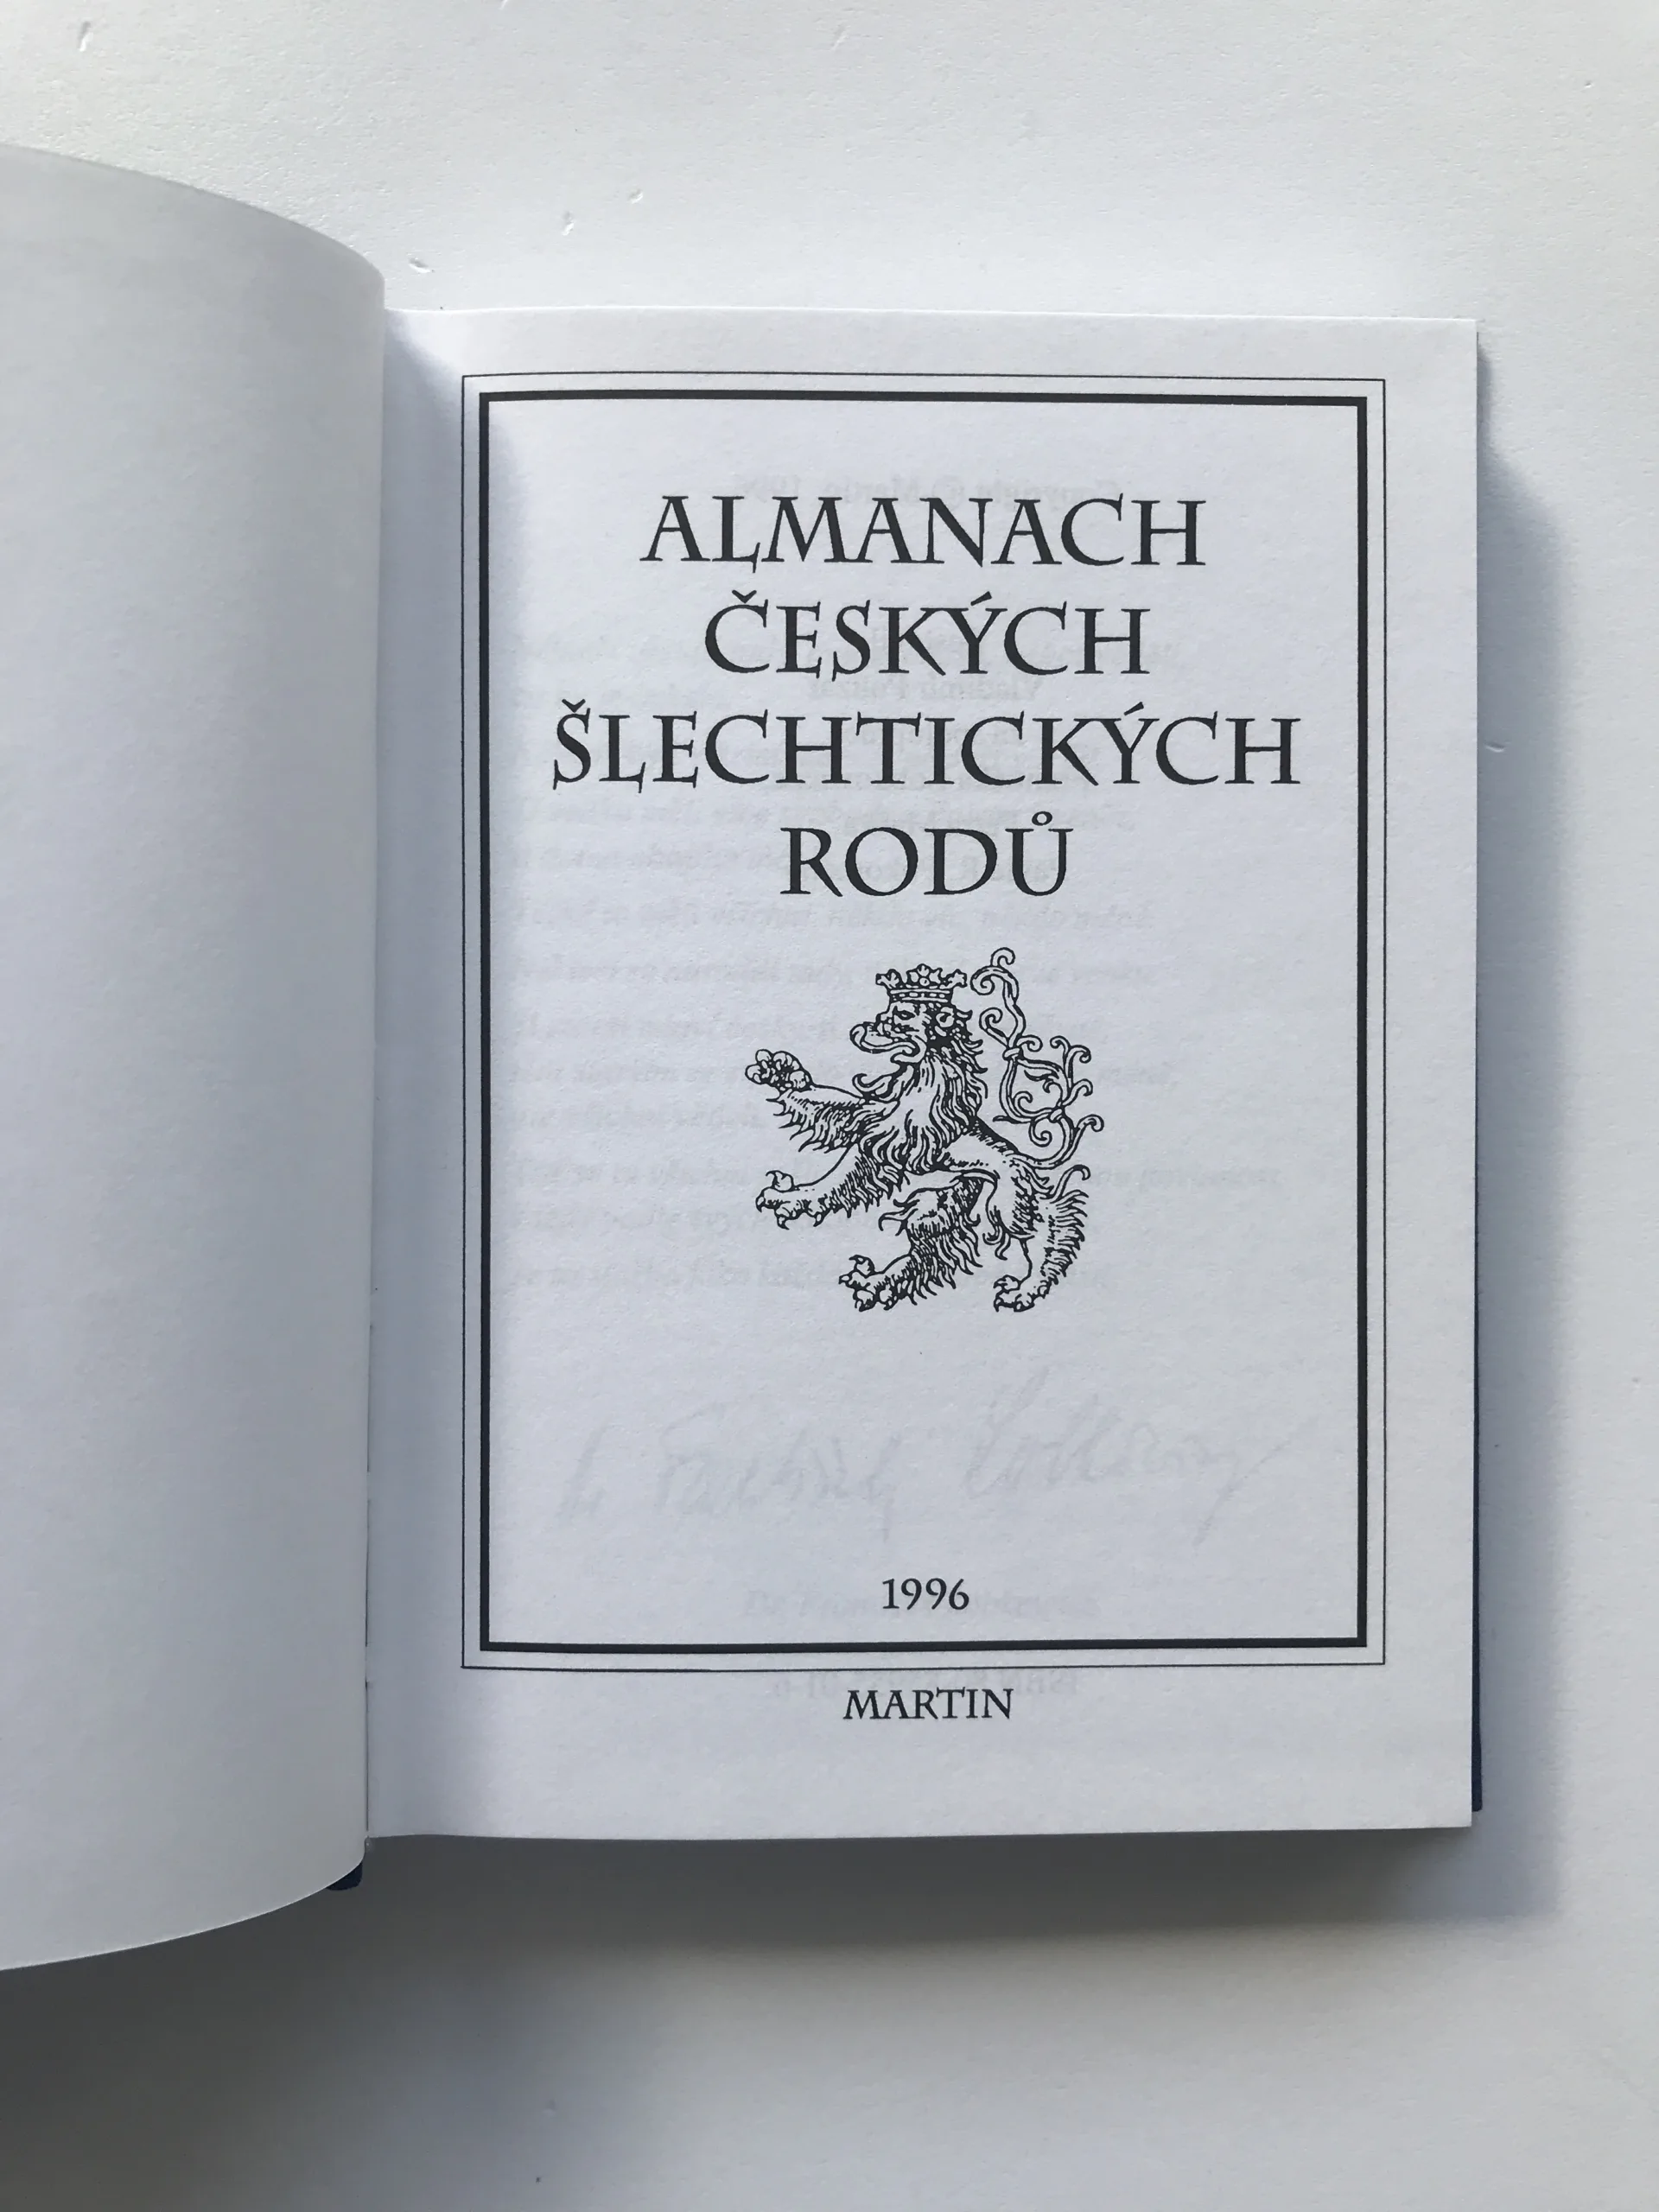 ALMANACH
ČESKÝCH
ŠLECHTICKÝCH
RODŮ
1996
MARTIN